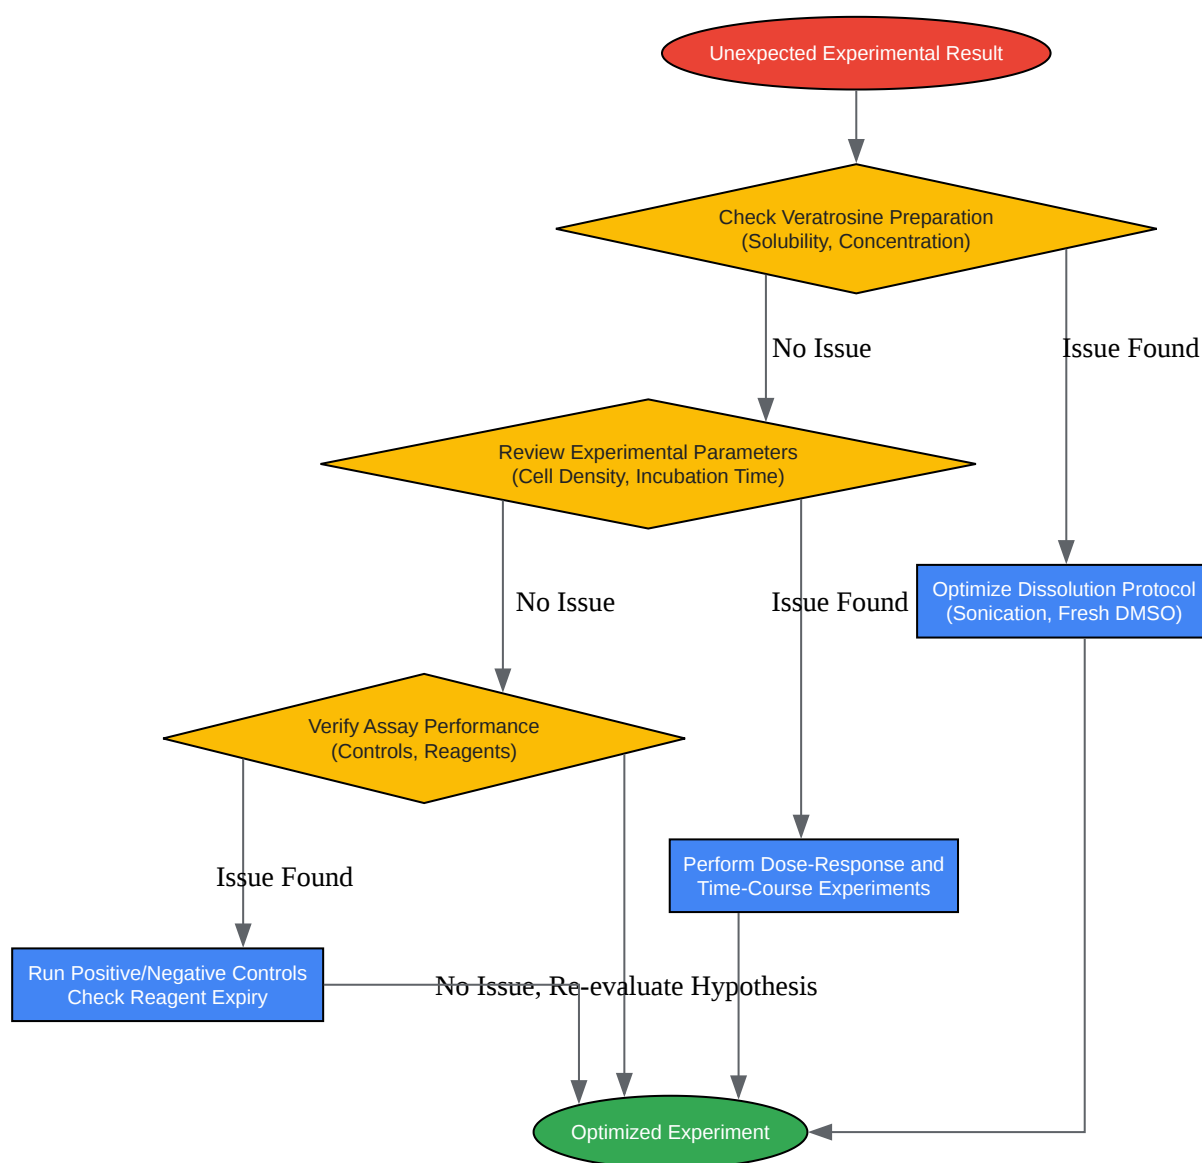 Unexpected Experimental Result
Check Veratrosine Preparation
(Solubility, Concentration)
No Issue
Issue Found
Review Experimental Parameters
(Cell Density, Incubation Time)
No Issue
Issue Found
Optimize Dissolution Protocol
(Sonication, Fresh DMSO)
Verify Assay Performance
(Controls, Reagents)
Issue Found
Perform Dose-Response and
Time-Course Experiments
Run Positive/Negative Controls
Check Reagent Expiry
No Issue, Re-evaluate Hypothesis
Optimized Experiment